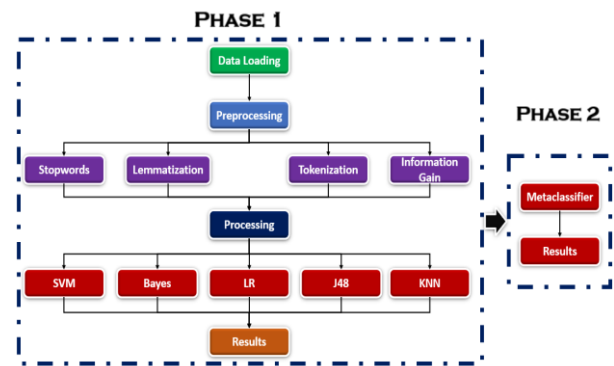 PHASE 1
Data Loading
Preprocessing
Stopwords
Lemmatization
Tokenization
Information
Gain
Processing
SVM
Bayes
LR
J48
KNN
Results
PHASE 2
Metaclassifier
Results